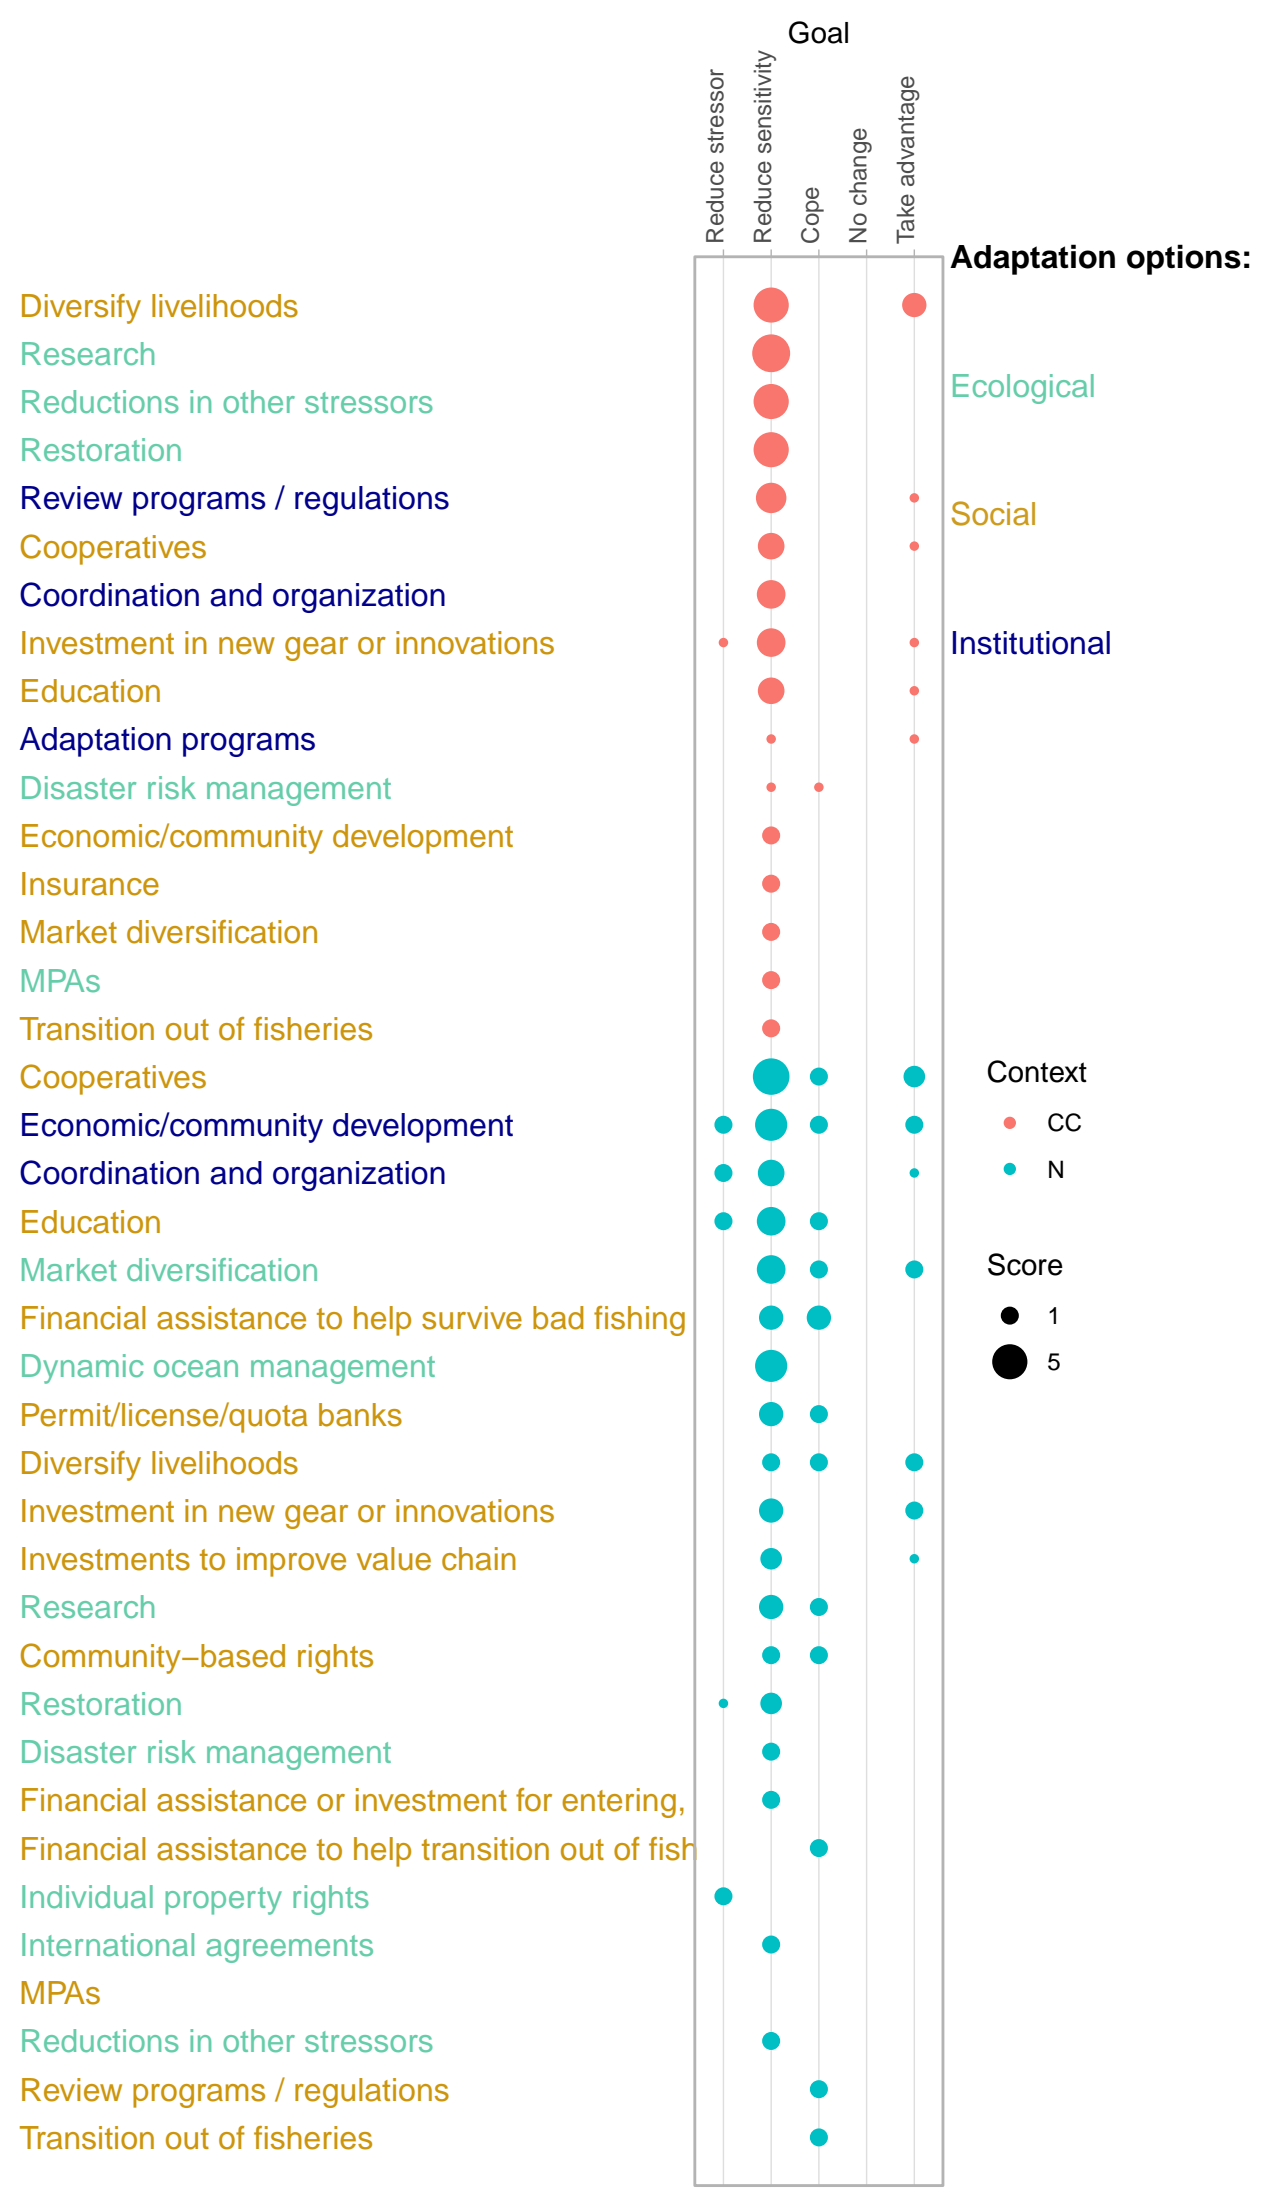 Goal
Reduce stressor
Reduce sensitivity
Cope
No change
Take advantage
Adaptation options:
Diversify livelihoods
Research
Ecological
Reductions in other stressors
Restoration
Review programs / regulations
Social
Cooperatives
Coordination and organization
Investment in new gear or innovations
Institutional
Education
Adaptation programs
Disaster risk management
Economic/community development
Insurance
Market diversification
MPAs
Transition out of fisheries
Cooperatives
Economic/community development
Coordination and organization
Education
Market diversification
Financial assistance to help survive bad fishing
Dynamic ocean management
Permit/license/quota banks
Diversify livelihoods
Investment in new gear or innovations
Investments to improve value chain
Research
Community−based rights
Restoration
Disaster risk management
Financial assistance or investment for entering,
Financial assistance to help transition out of fish
Individual property rights
International agreements
MPAs
Reductions in other stressors
Review programs / regulations
Transition out of fisheries
Context
CC
N
Score
1
5